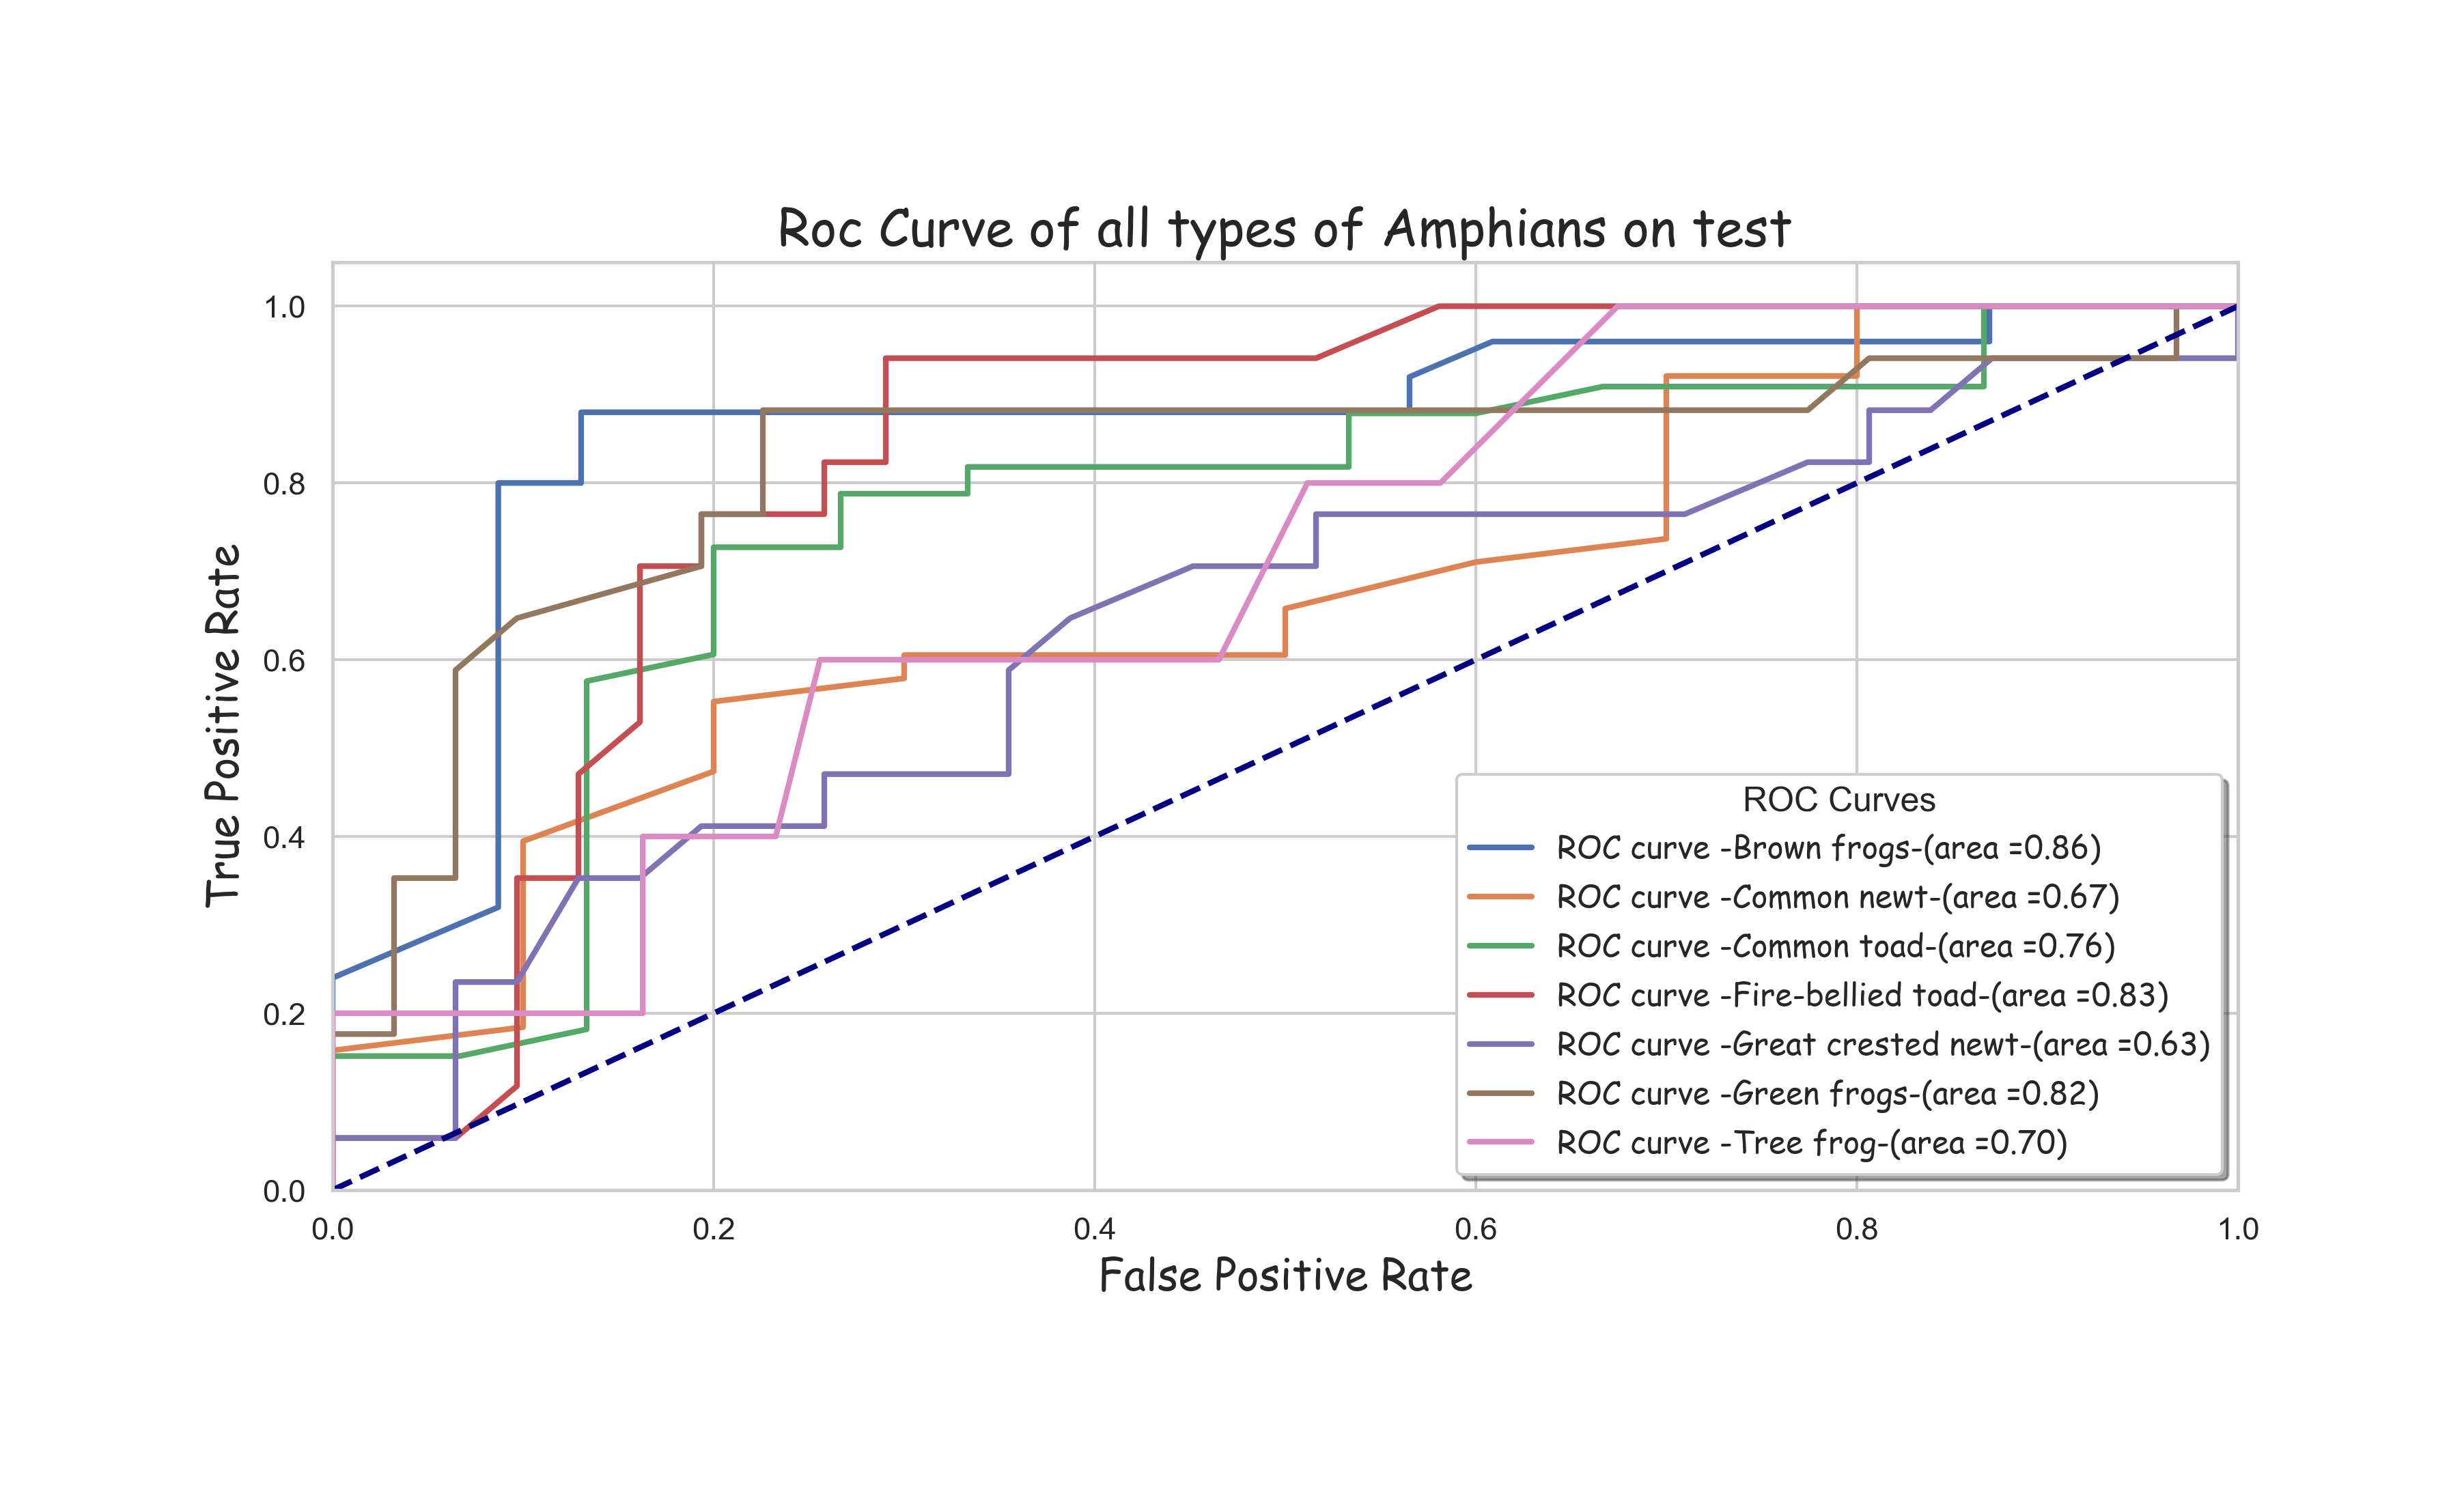 Roc Curve of all types of Amphians on test
True Positive Rate
1.0
0.8
0.6
0.4
0.2
0.0
0.0 0.2 0.4 0.6 0.8 1.0
False Positive Rate
ROC Curves
ROC curve -Brown frogs-(area =0.86)
ROC curve -Common newt-(area =0.67)
ROC curve -Common toad-(area =0.76)
ROC curve -Fire-bellied toad-(area =0.83)
ROC curve -Great crested newt-(area =0.63)
ROC curve -Green frogs-(area =0.82)
ROC curve -Tree frog-(area =0.70)